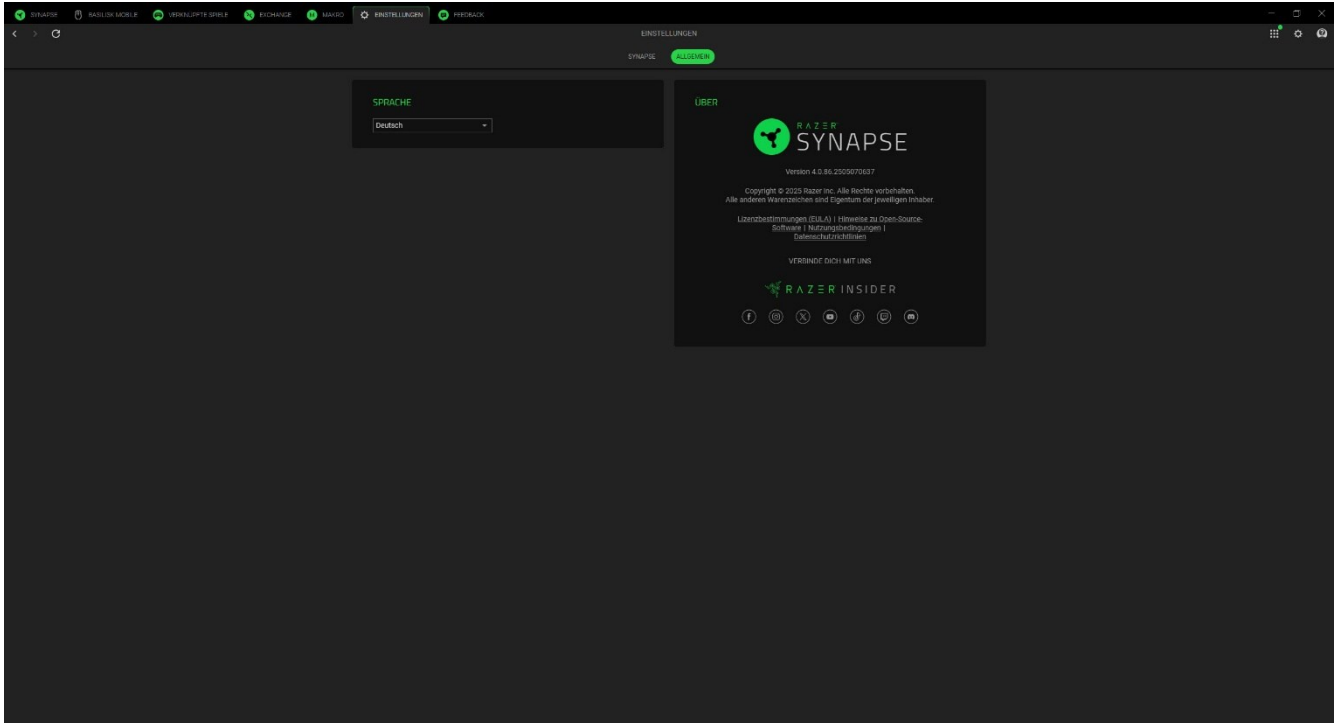 SYNAPSE
BASILISK MOBILE
VERKNÜPFTE SPIELE
EXCHANGE
MAKRO
EINSTELLUNGEN
FEEDBACK
EINSTELLUNGEN
SYNAPSE
ALLGEMEIN
SPRACHE
Deutsch
ÜBER
RAZER
SYNAPSE
Version 4.0.86.2505070637
Copyright © 2025 Razer Inc. Alle Rechte vorbehalten.
Alle anderen Warenzeichen sind Eigentum der jeweiligen Inhaber.
Lizenzbestimmungen (EULA) | Hinweise zu Open-Source-
Software | Nutzungsbedingungen |
Datenschutzrichtlinien
VERBINDE DICH MIT UNS
RAZER INSIDER